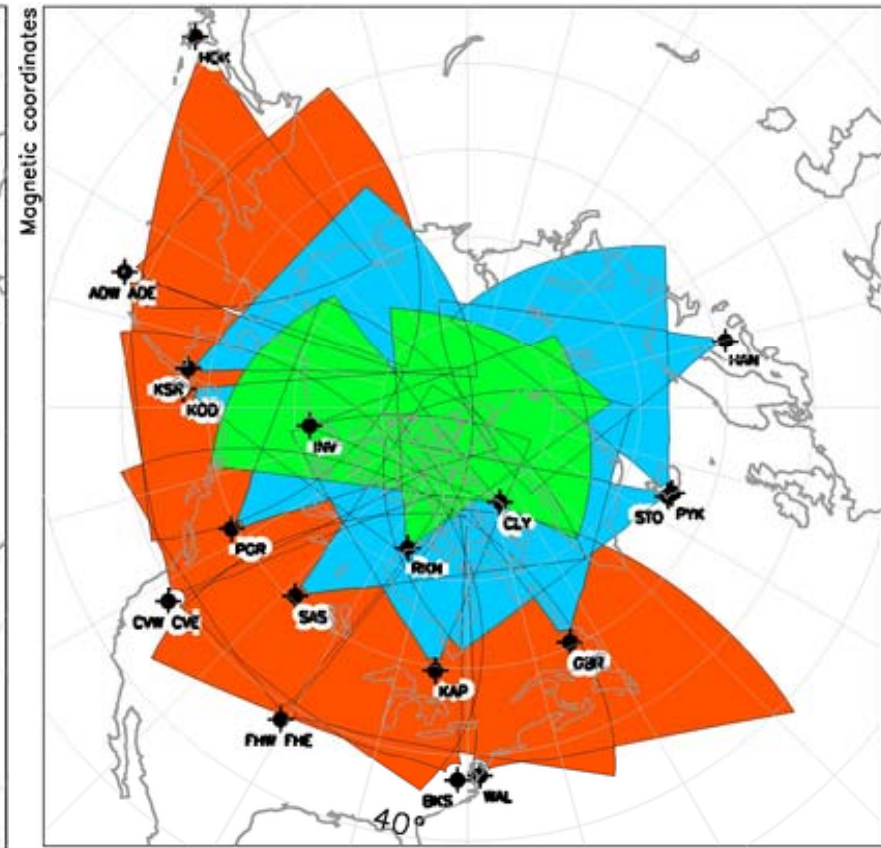 Magnetic coordinates
HOK
ADW ADE
HAN
KSR
KOD
INV
STO PYK
CLY
PGR
RKN
CVW CVE
SAS
GBR
KAP
FHW FHE
BKS WAL
40°